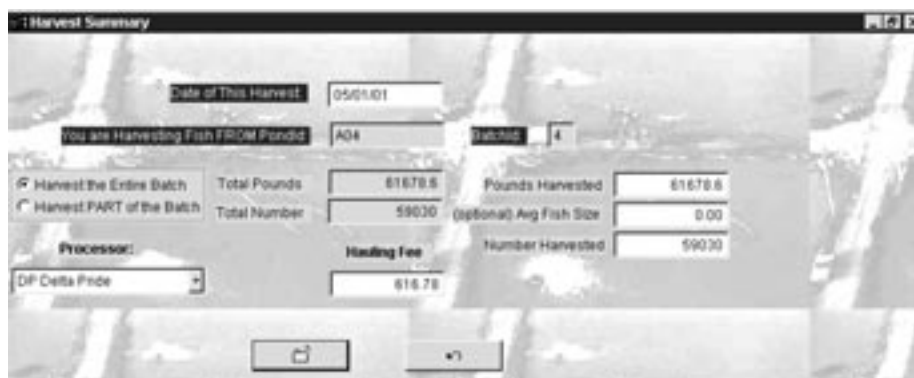 Harvest Summary
Date of This Harvest: 05/01/01
You are Harvesting Fish FROM PondId: A04 BatchId: 4
Harvest the Entire Batch Total Pounds 61678.6 Pounds Harvested 61678.6
Harvest PART of the Batch Total Number 59030 (optional) Avg Fish Size 0.00
Processor: Hauling Fee Number Harvested 59030
DP Delta Pride 616.78